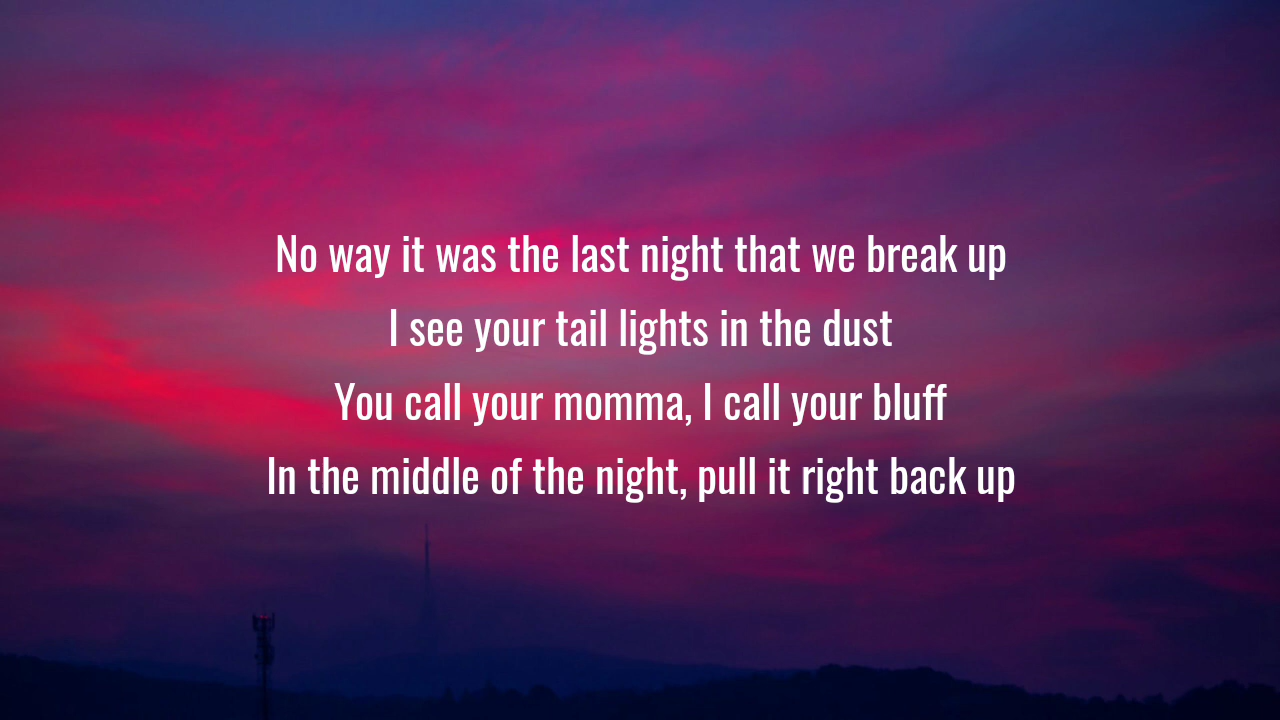 No way it was the last night that we break up
I see your tail lights in the dust
You call your momma, I call your bluff
In the middle of the night, pull it right back up